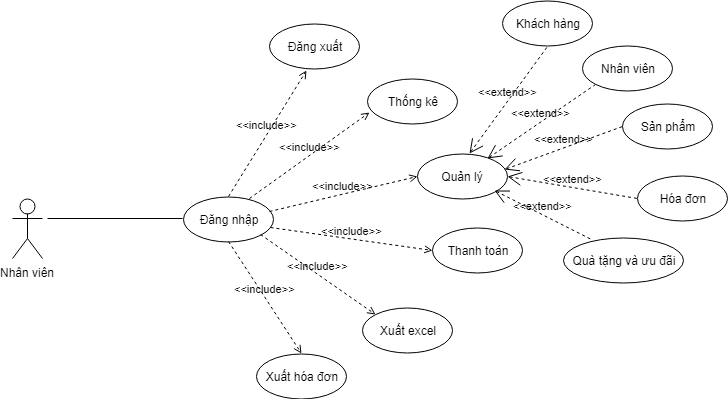 Khách hàng
Đăng xuất
Nhân viên
<<extend>>
Thống kê
<<extend>>
Sản phẩm
<<include>>
<<extend>>
<<include>>
Quản lý
<<extend>>
<<include>>
Hóa đơn
<<extend>>
Đăng nhập
<<include>>
Thanh toán
Quà tặng và ưu đãi
Nhân viên
<<include>>
<<include>>
Xuất excel
Xuất hóa đơn